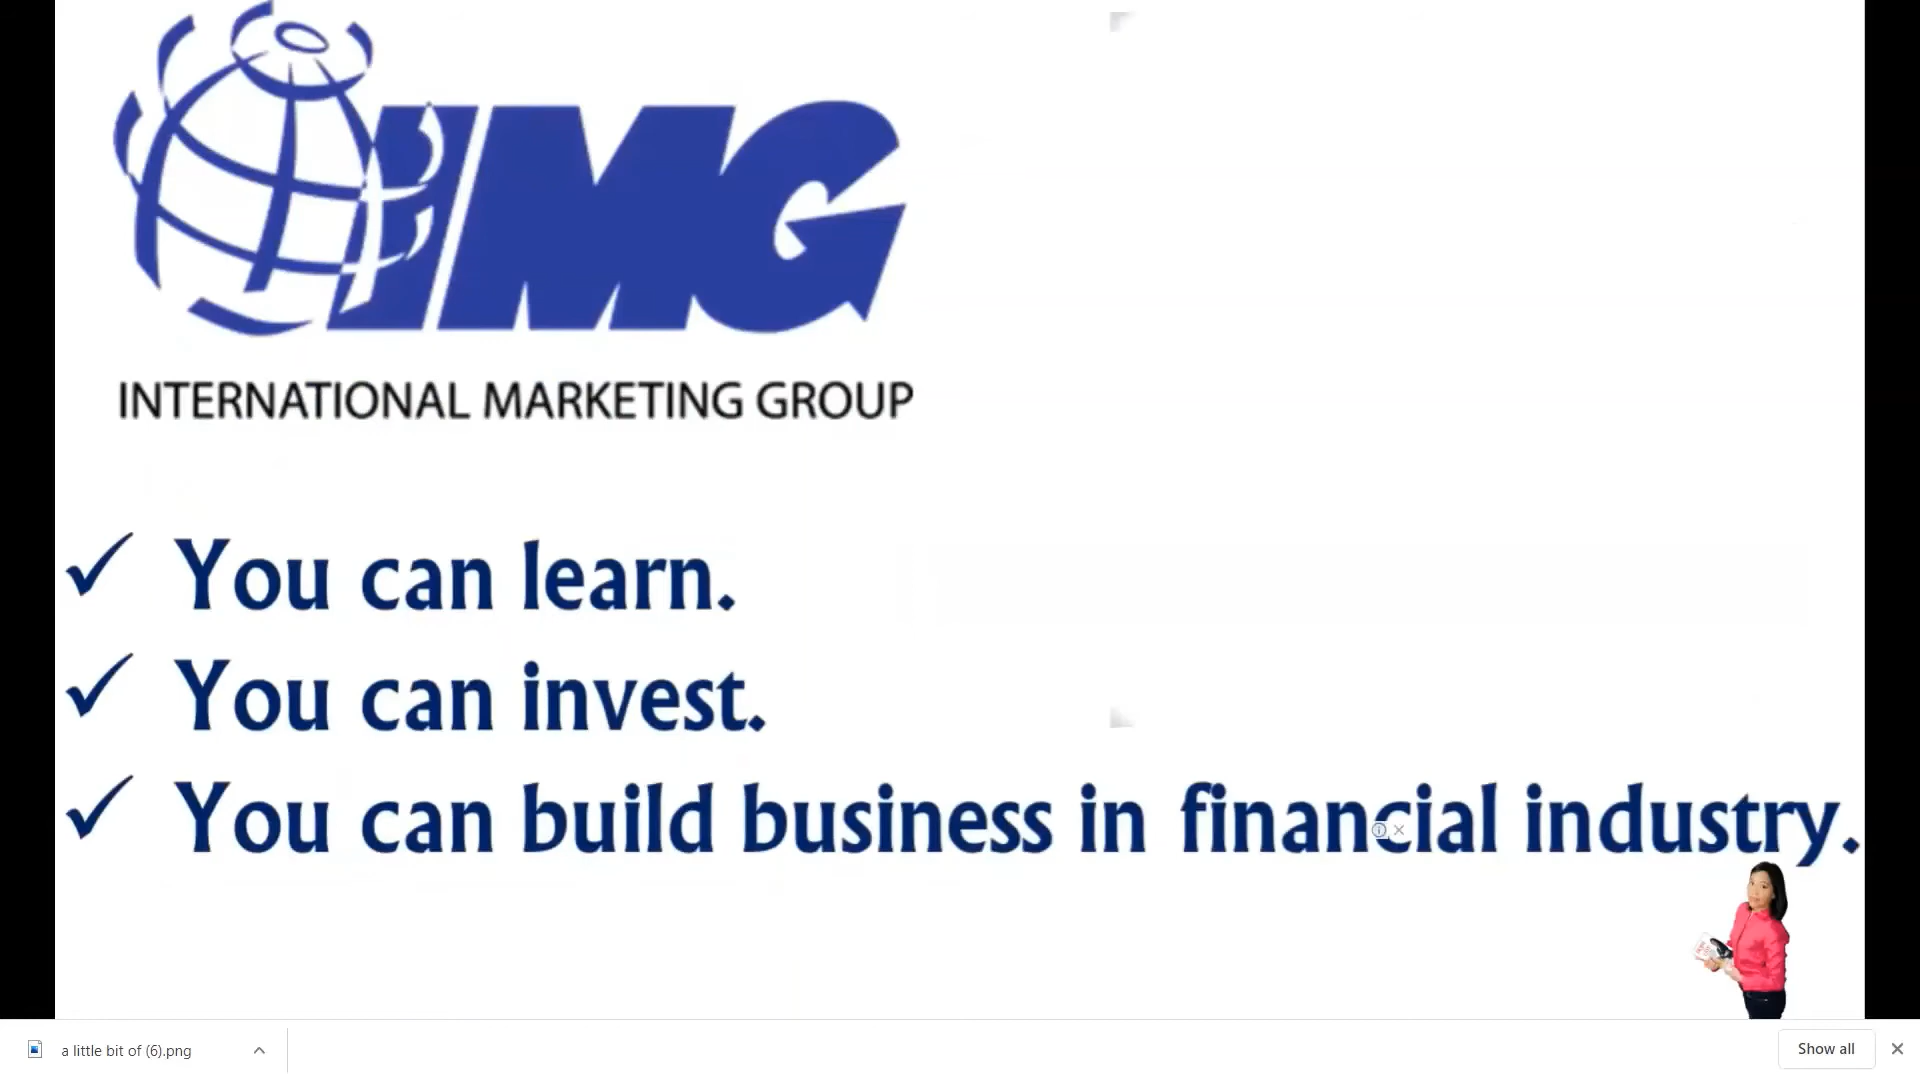 IMG
INTERNATIONAL MARKETING GROUP
✓ You can learn.
✓ You can invest.
✓ You can build business in financial industry.
a little bit of (6).png
Show all